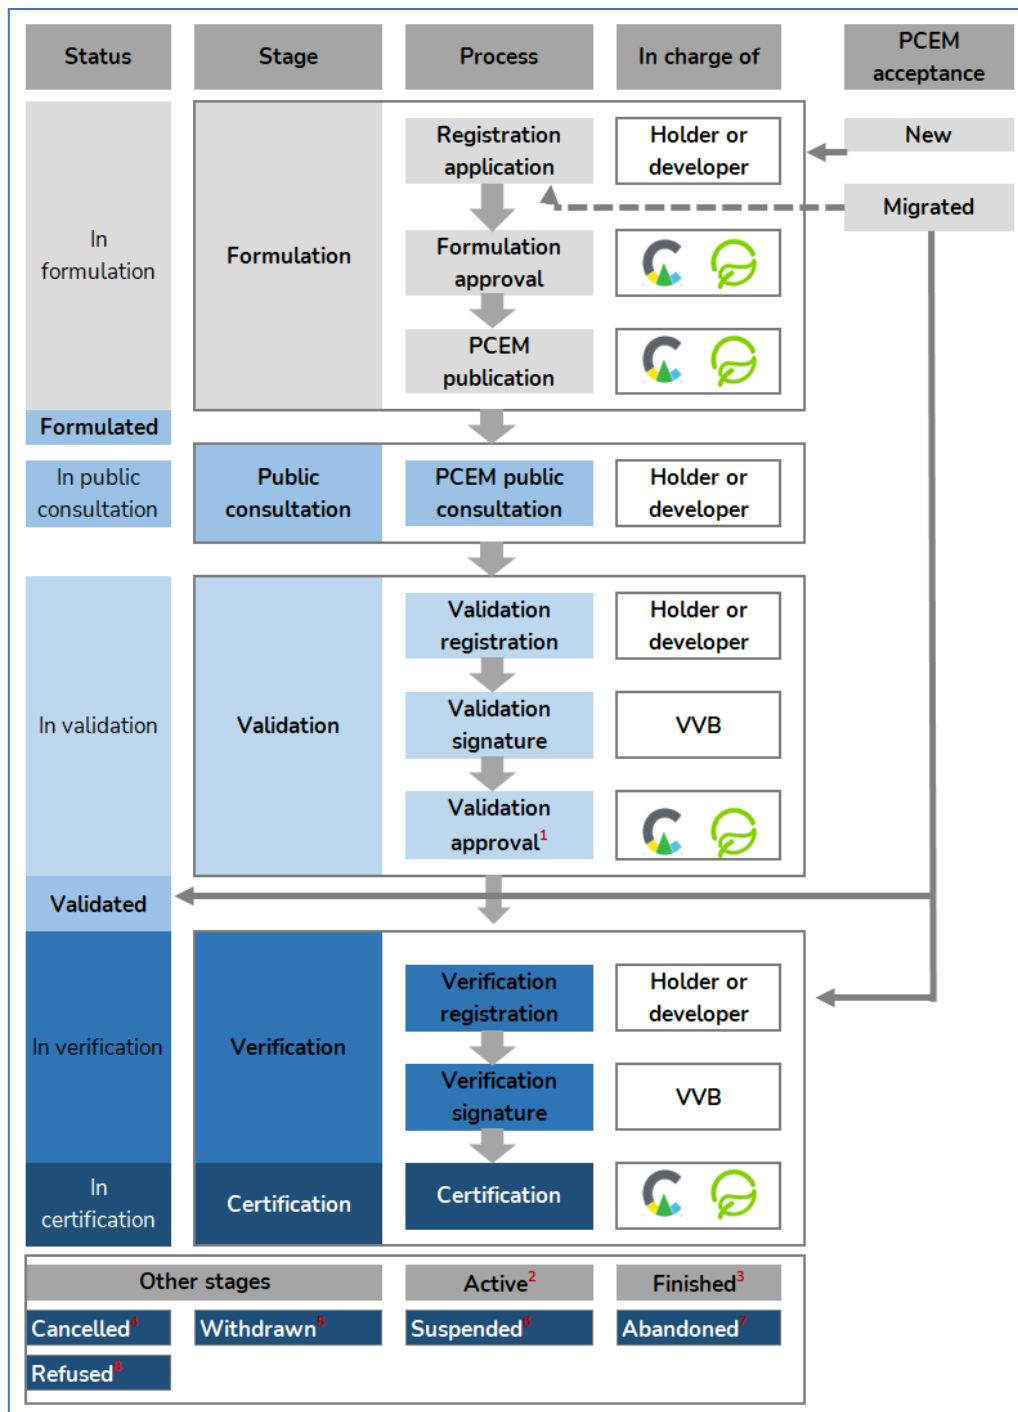 Status
Stage
Process
In charge of
PCEM
acceptance
Registration
application
Holder or
developer
New
Migrated
In
formulation
Formulation
Formulation
approval
PCEM
publication
Formulated
In public
consultation
Public
consultation
PCEM public
consultation
Holder or
developer
Validation
registration
Holder or
developer
In validation
Validation
Validation
signature
VVB
Validation
approval1
Validated
Verification
registration
Holder or
developer
In verification
Verification
Verification
signature
VVB
In
certification
Certification
Certification
Other stages
Active2
Finished3
Cancelled4
Withdrawn5
Suspended6
Abandoned7
Refused8